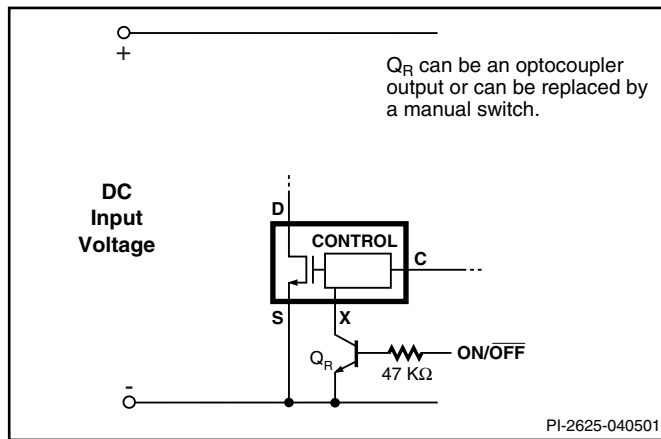 +
Q_R can be an optocoupler
output or can be replaced by
a manual switch.
DC
Input
Voltage
D
CONTROL
C
S
X
Q_R
47 KΩ
ON/O̅F̅F̅
-
PI-2625-040501